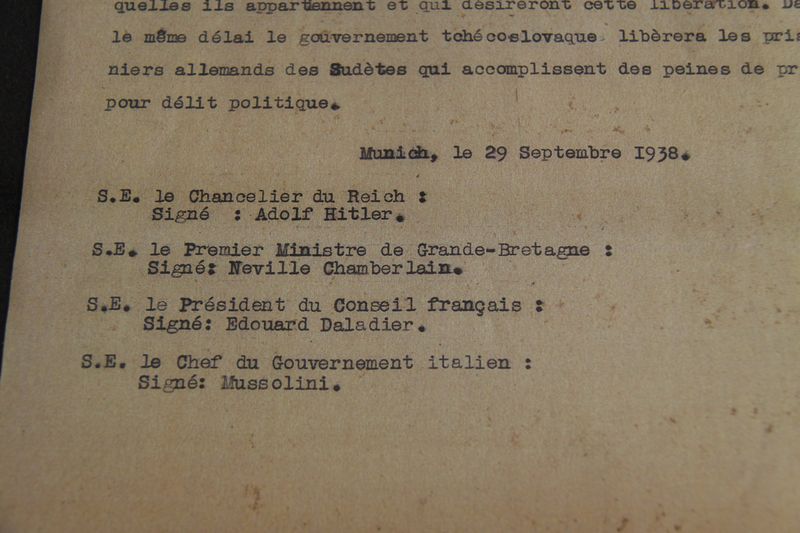 quelles ils appartiennent et qui désireront cette libération.
le même délai le gouvernement tchécoslovaque libèrera les pris
niers allemands des Sudètes qui accomplissent des peines de pr
pour délit politique.
Munich, le 29 Septembre 1938.
S.E. le Chancelier du Reich :
Signé : Adolf Hitler.
S.E. le Premier Ministre de Grande-Bretagne :
Signé: Neville Chamberlain.
S.E. le Président du Conseil français :
Signé: Edouard Daladier.
S.E. le Chef du Gouvernement italien :
Signé: Mussolini.